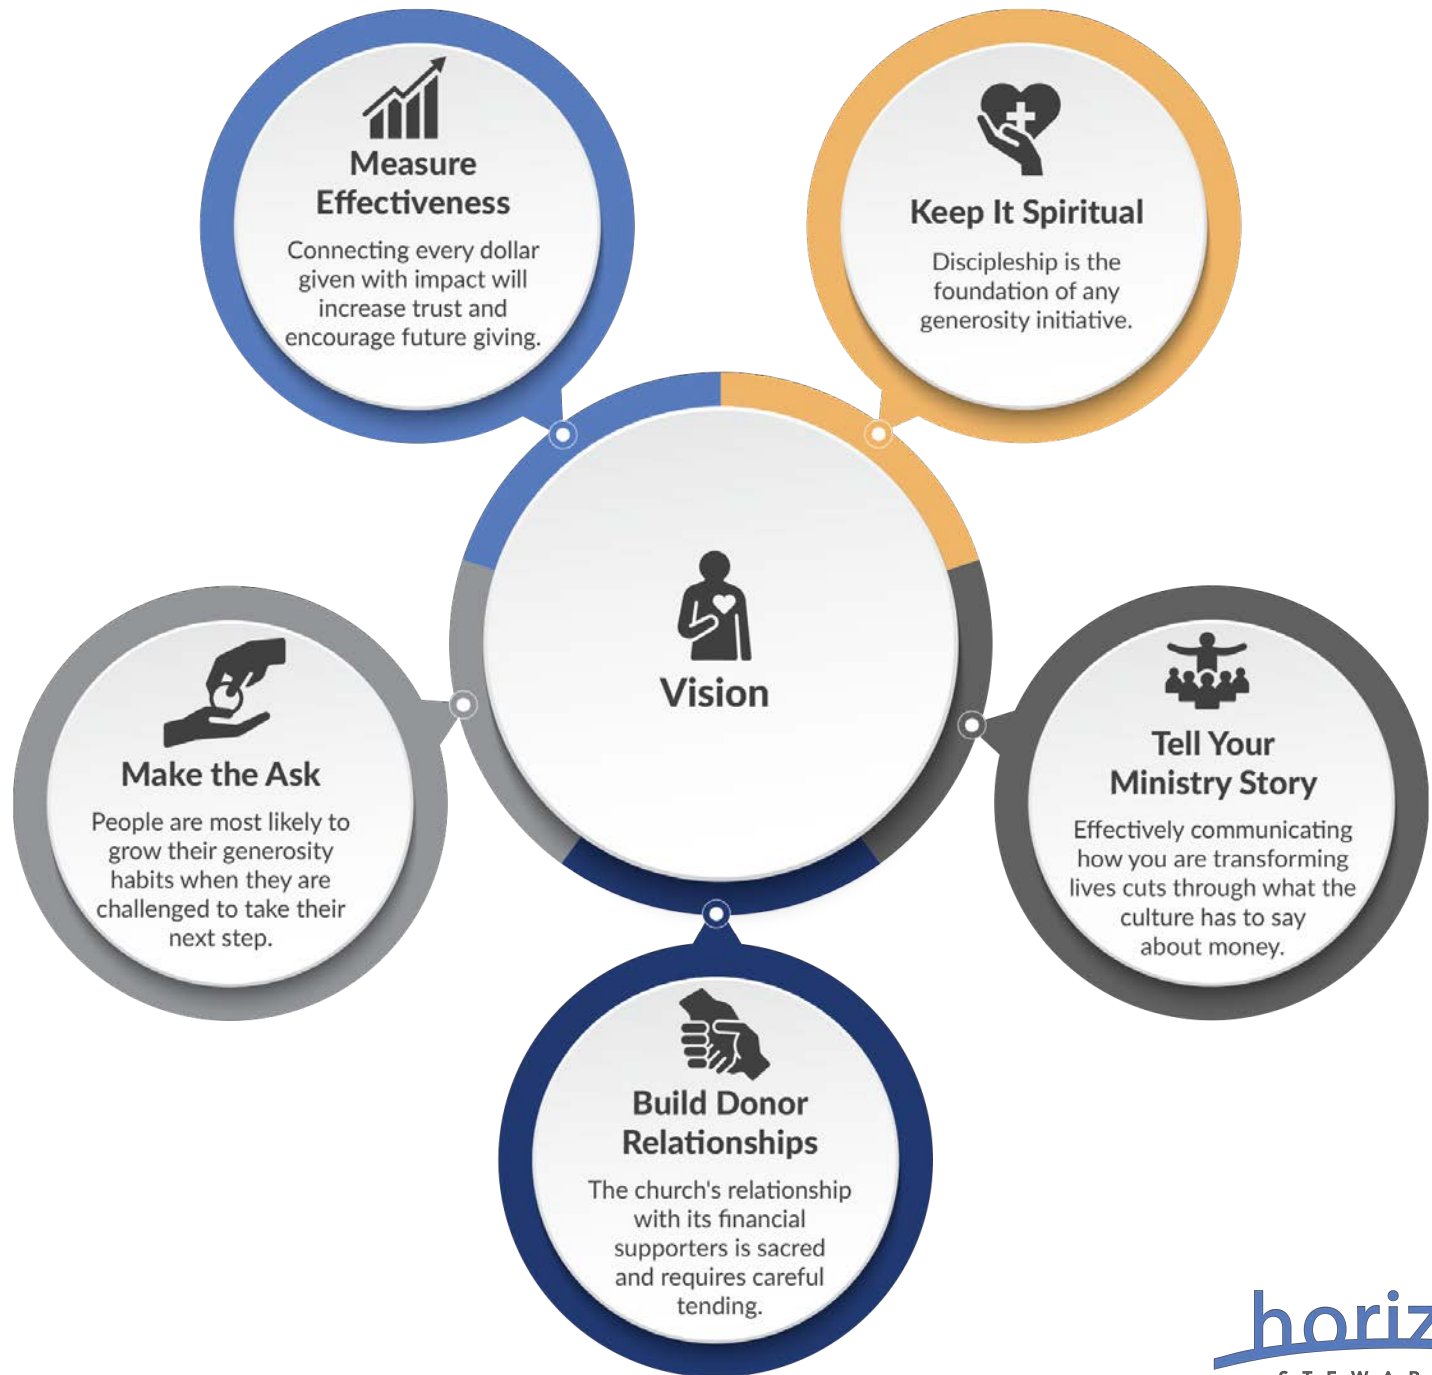 Measure
Effectiveness
Connecting every dollar
given with impact will
increase trust and
encourage future giving.
Keep It Spiritual
Discipleship is the
foundation of any
generosity initiative.
Vision
Make the Ask
People are most likely to
grow their generosity
habits when they are
challenged to take their
next step.
Tell Your
Ministry Story
Effectively communicating
how you are transforming
lives cuts through what the
culture has to say
about money.
Build Donor
Relationships
The church's relationship
with its financial
supporters is sacred
and requires careful
tending.
horiz